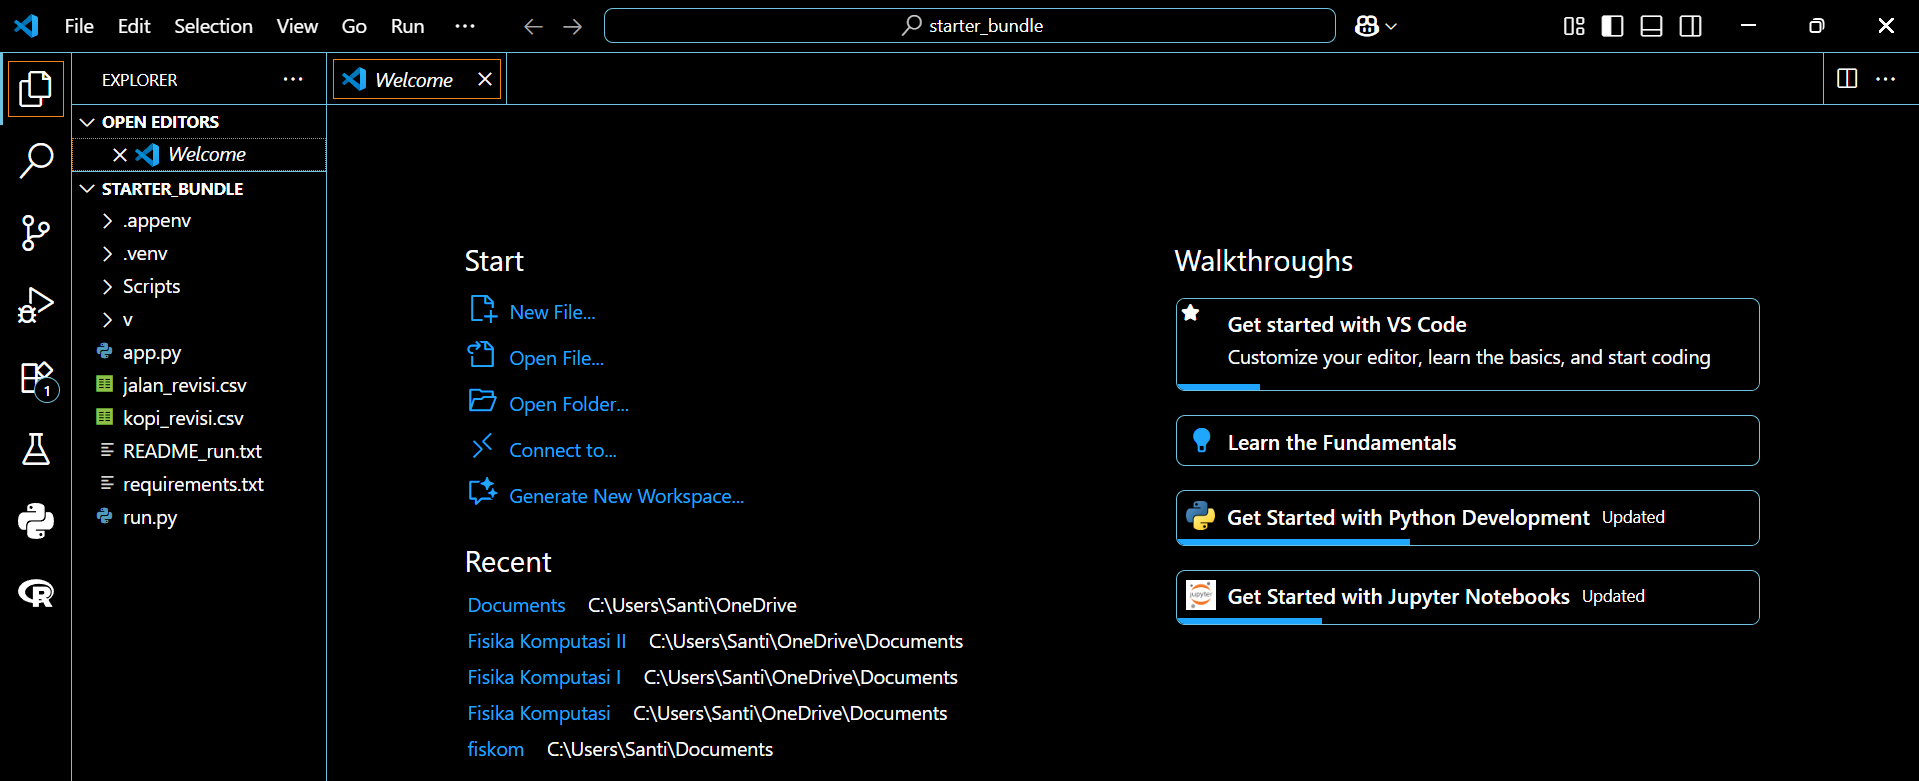 File Edit Selection View Go Run ··· starter_bundle
EXPLORER ···
Welcome
OPEN EDITORS
Welcome
STARTER_BUNDLE
.appenv
.venv
Scripts
v
app.py
jalan_revisi.csv
kopi_revisi.csv
README_run.txt
requirements.txt
run.py
1
Start
New File...
Open File...
Open Folder...
Connect to...
Generate New Workspace...
Recent
Documents C:\Users\Santi\OneDrive
Fisika Komputasi II C:\Users\Santi\OneDrive\Documents
Fisika Komputasi I C:\Users\Santi\OneDrive\Documents
Fisika Komputasi C:\Users\Santi\OneDrive\Documents
fiskom C:\Users\Santi\Documents
Walkthroughs
Get started with VS Code
Customize your editor, learn the basics, and start coding
Learn the Fundamentals
Get Started with Python Development Updated
jupyter
Get Started with Jupyter Notebooks Updated